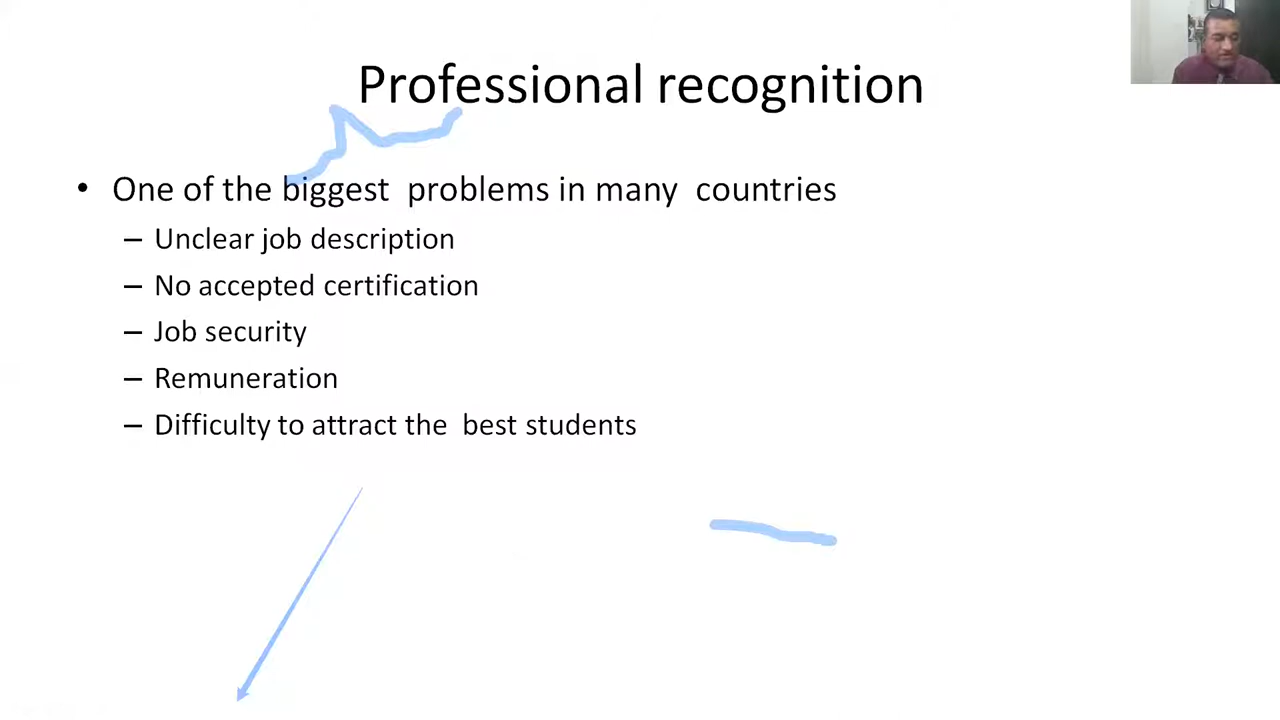 Professional recognition
• One of the biggest problems in many countries
– Unclear job description
– No accepted certification
– Job security
– Remuneration
– Difficulty to attract the best students